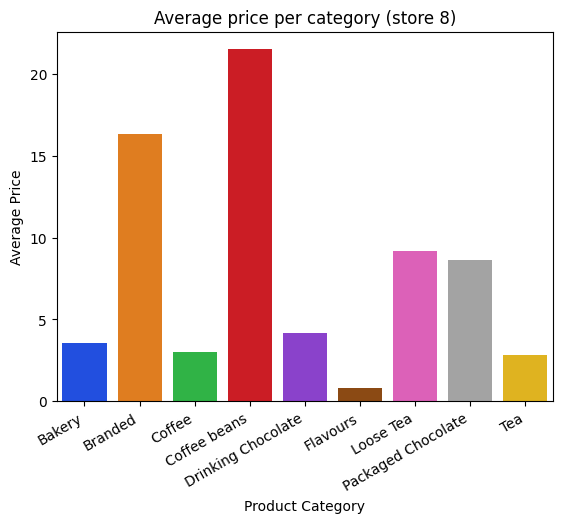 Average price per category (store 8)
Average Price
20
15
10
5
0
Bakery
Branded
Coffee
Coffee beans
Drinking Chocolate
Flavours
Loose Tea
Packaged Chocolate
Tea
Product Category